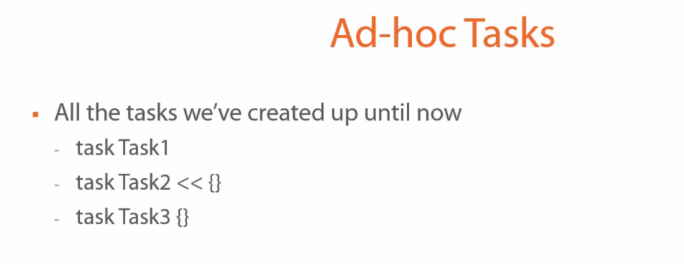 Ad-hoc Tasks
▪ All the tasks we've created up until now
- task Task1
- task Task2 << {}
- task Task3 {}